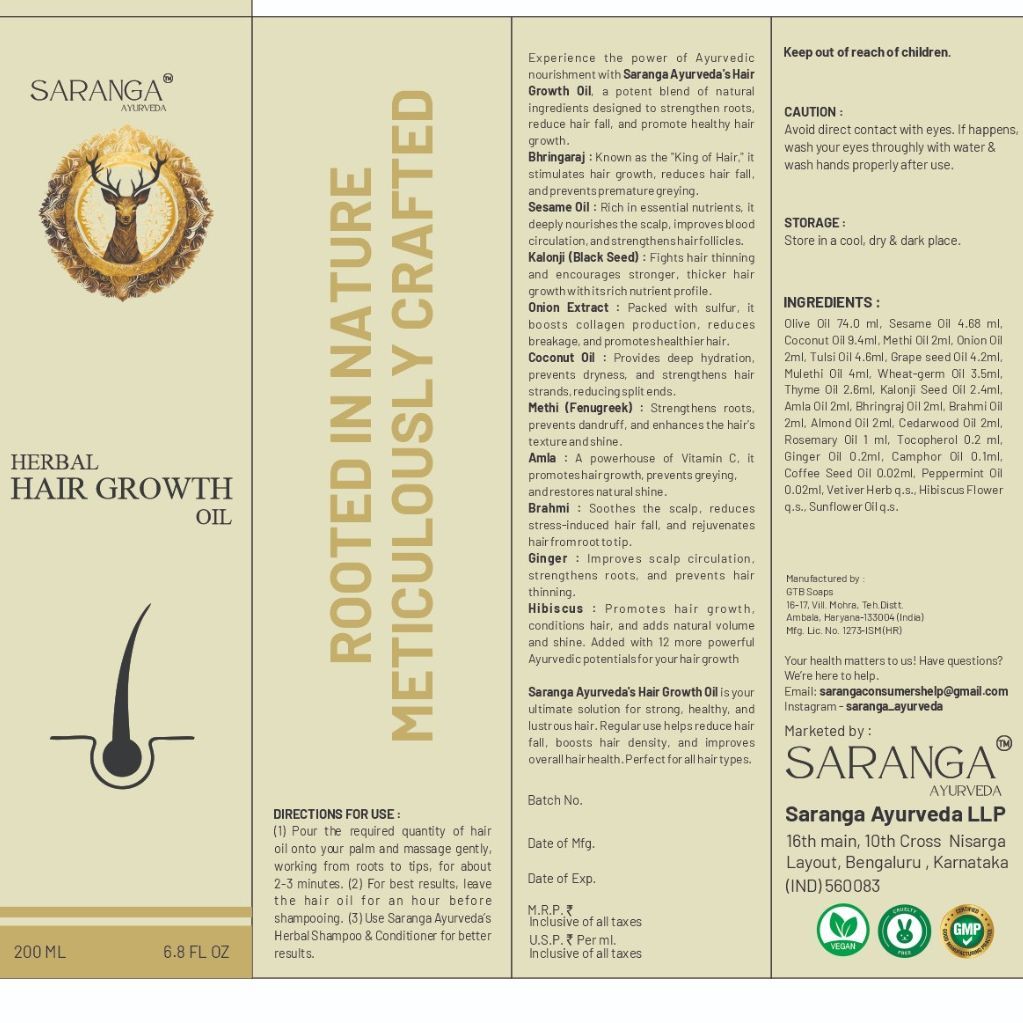 SARANGA™
AYURVEDA
HERBAL
HAIR GROWTH
OIL
200 ML
6.8 FL OZ
ROOTED IN NATURE
METICULOUSLY CRAFTED
DIRECTIONS FOR USE :
(1) Pour the required quantity of hair
oil onto your palm and massage gently,
working from roots to tips, for about
2-3 minutes. (2) For best results, leave
the hair oil for an hour before
shampooing. (3) Use Saranga Ayurveda's
Herbal Shampoo & Conditioner for better
results.
Experience the power of Ayurvedic
nourishment with Saranga Ayurveda's Hair
Growth Oil, a potent blend of natural
ingredients designed to strengthen roots,
reduce hair fall, and promote healthy hair
growth.
Bhringaraj : Known as the "King of Hair," it
stimulates hair growth, reduces hair fall,
and prevents premature greying.
Sesame Oil : Rich in essential nutrients, it
deeply nourishes the scalp, improves blood
circulation, and strengthens hair follicles.
Kalonji (Black Seed) : Fights hair thinning
and encourages stronger, thicker hair
growth with its rich nutrient profile.
Onion Extract : Packed with sulfur, it
boosts collagen production, reduces
breakage, and promotes healthier hair.
Coconut Oil : Provides deep hydration,
prevents dryness, and strengthens hair
strands, reducing split ends.
Methi (Fenugreek) : Strengthens roots,
prevents dandruff, and enhances the hair's
texture and shine.
Amla : A powerhouse of Vitamin C, it
promotes hair growth, prevents greying,
and restores natural shine.
Brahmi : Soothes the scalp, reduces
stress-induced hair fall, and rejuvenates
hair from root to tip.
Ginger : Improves scalp circulation,
strengthens roots, and prevents hair
thinning.
Hibiscus : Promotes hair growth,
conditions hair, and adds natural volume
and shine. Added with 12 more powerful
Ayurvedic potentials for your hair growth
Saranga Ayurveda's Hair Growth Oil is your
ultimate solution for strong, healthy, and
lustrous hair. Regular use helps reduce hair
fall, boosts hair density, and improves
overall hair health. Perfect for all hair types.
Batch No.
Date of Mfg.
Date of Exp.
M.R.P. ₹
Inclusive of all taxes
U.S.P. ₹ Per ml.
Inclusive of all taxes
Keep out of reach of children.
CAUTION :
Avoid direct contact with eyes. If happens,
wash your eyes throughly with water &
wash hands properly after use.
STORAGE :
Store in a cool, dry & dark place.
INGREDIENTS :
Olive Oil 74.0 ml, Sesame Oil 4.68 ml,
Coconut Oil 9.4ml, Methi Oil 2ml, Onion Oil
2ml, Tulsi Oil 4.6ml, Grape seed Oil 4.2ml,
Mulethi Oil 4ml, Wheat-germ Oil 3.5ml,
Thyme Oil 2.6ml, Kalonji Seed Oil 2.4ml,
Amla Oil 2ml, Bhringraj Oil 2ml, Brahmi Oil
2ml, Almond Oil 2ml, Cedarwood Oil 2ml,
Rosemary Oil 1 ml, Tocopherol 0.2 ml,
Ginger Oil 0.2ml, Camphor Oil 0.1ml,
Coffee Seed Oil 0.02ml, Peppermint Oil
0.02ml, Vetiver Herb q.s., Hibiscus Flower
q.s., Sunflower Oil q.s.
Manufactured by :
GTB Soaps
16-17, Vill. Mohra, Teh.Distt.
Ambala, Haryana-133004 (India)
Mfg. Lic. No. 1273-ISM (HR)
Your health matters to us! Have questions?
We're here to help.
Email: sarangaconsumershelp@gmail.com
Instagram - saranga_ayurveda
Marketed by :
SARANGA™
AYURVEDA
Saranga Ayurveda LLP
16th main, 10th Cross Nisarga
Layout, Bengaluru , Karnataka
(IND) 560083
VEGAN
CRUELTY
FREE
CERTIFIED
GMP
GOOD MANUFACTURING PRACTICE